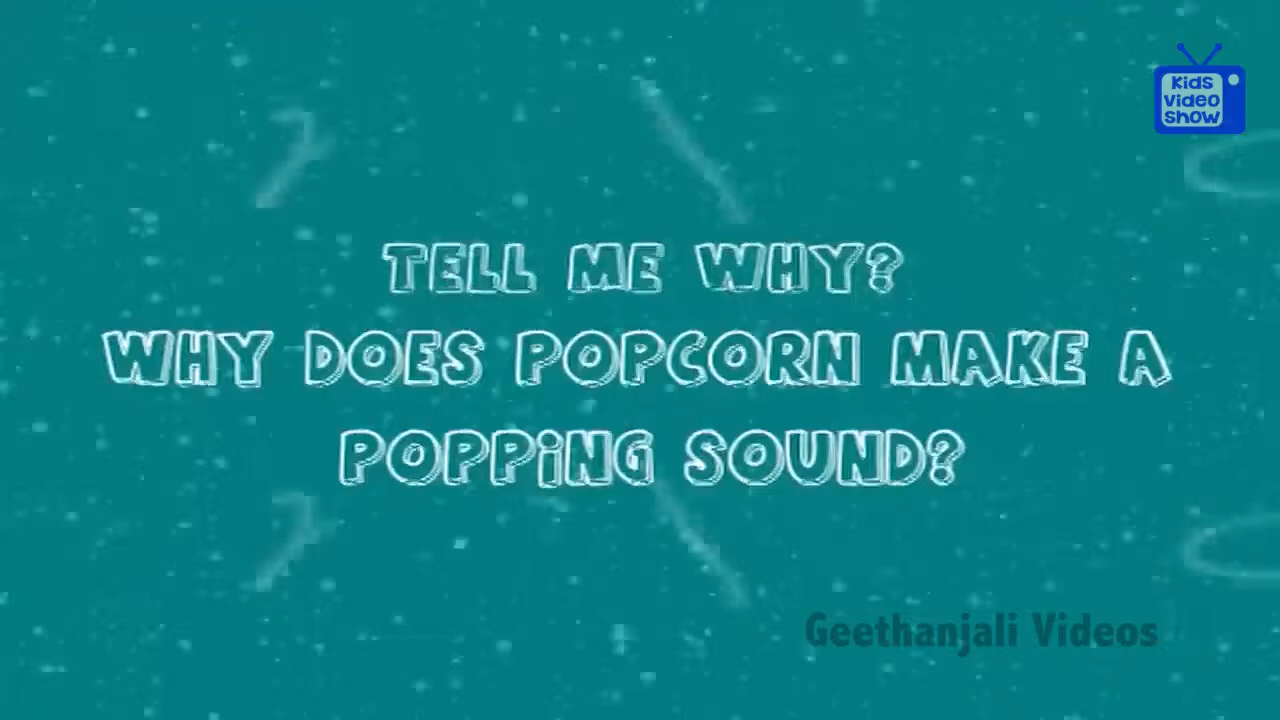 Kids
Video
Show
TELL ME WHY?
WHY DOES POPCORN MAKE A
POPPiNG SOUND?
Geethanjali Videos